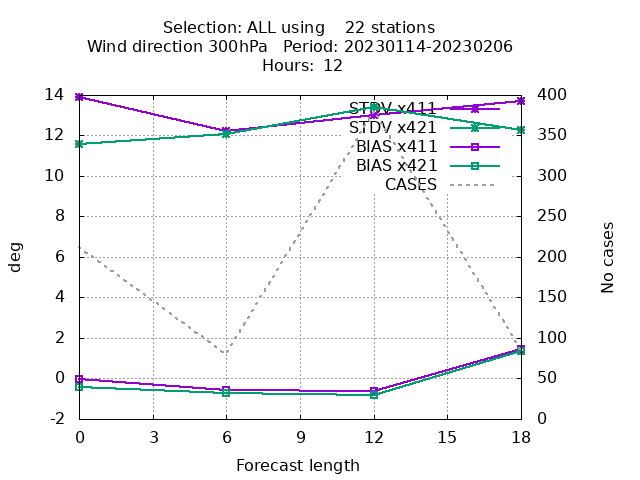 Selection: ALL using    22 stations
Wind direction 300hPa   Period: 20230114-20230206
Hours:  12
14
12
10
8
6
4
2
0
-2
400
350
300
250
200
150
100
50
0
deg
No cases
STDV x411
STDV x421
BIAS x411
BIAS x421
CASES
0 3 6 9 12 15 18
Forecast length